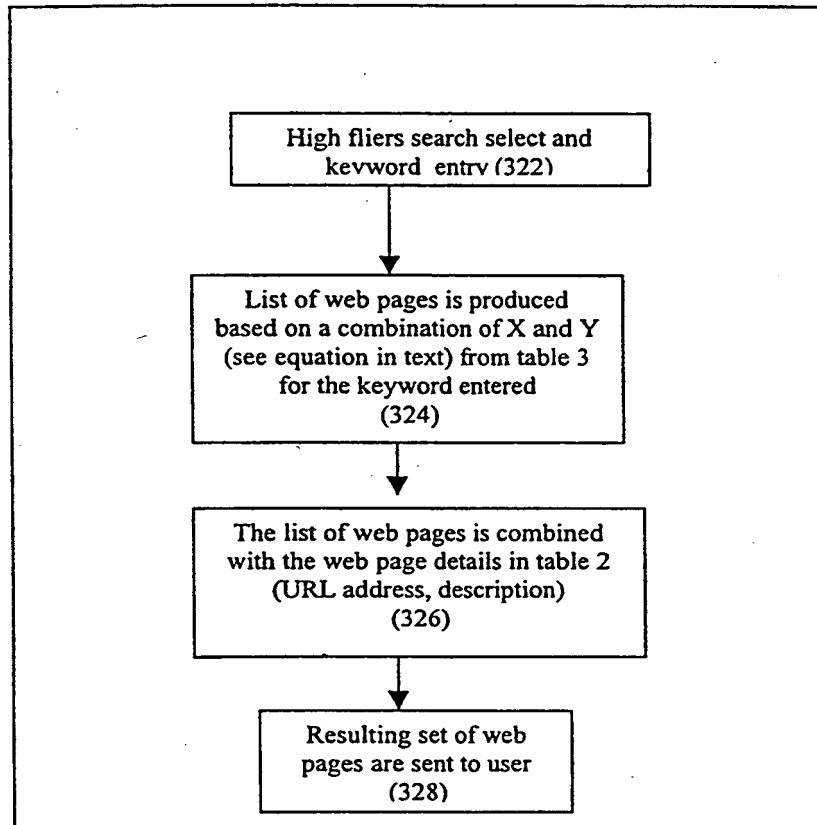 High fliers search select and
keyword entry (322)
List of web pages is produced
based on a combination of X and Y
(see equation in text) from table 3
for the keyword entered
(324)
The list of web pages is combined
with the web page details in table 2
(URL address, description)
(326)
Resulting set of web
pages are sent to user
(328)